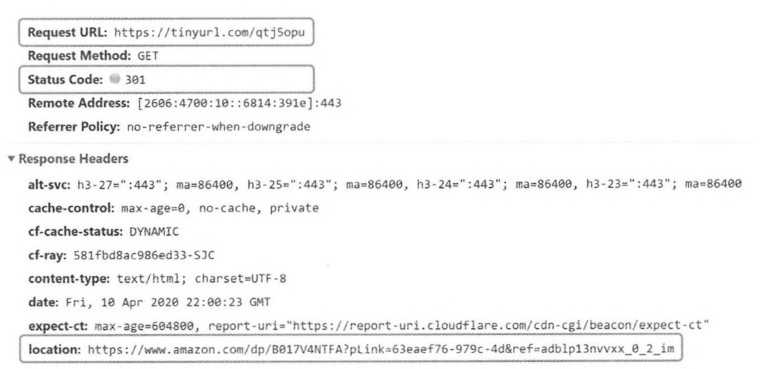 Request URL: https://tinyurl.com/qtj5opu
Request Method: GET
Status Code: 301
Remote Address: [2606:4700:10::6814:391e]:443
Referrer Policy: no-referrer-when-downgrade
▼ Response Headers
alt-svc: h3-27=":443"; ma=86400, h3-25=":443"; ma=86400, h3-24=":443"; ma=86400, h3-23=":443"; ma=86400
cache-control: max-age=0, no-cache, private
cf-cache-status: DYNAMIC
cf-ray: 581fbd8ac986ed33-SJC
content-type: text/html; charset=UTF-8
date: Fri, 10 Apr 2020 22:00:23 GMT
expect-ct: max-age=604800, report-uri="https://report-uri.cloudflare.com/cdn-cgi/beacon/expect-ct"
location: https://www.amazon.com/dp/B017V4NTFA?pLink=63eaef76-979c-4d&ref=adblp13nvvxx_0_2_im